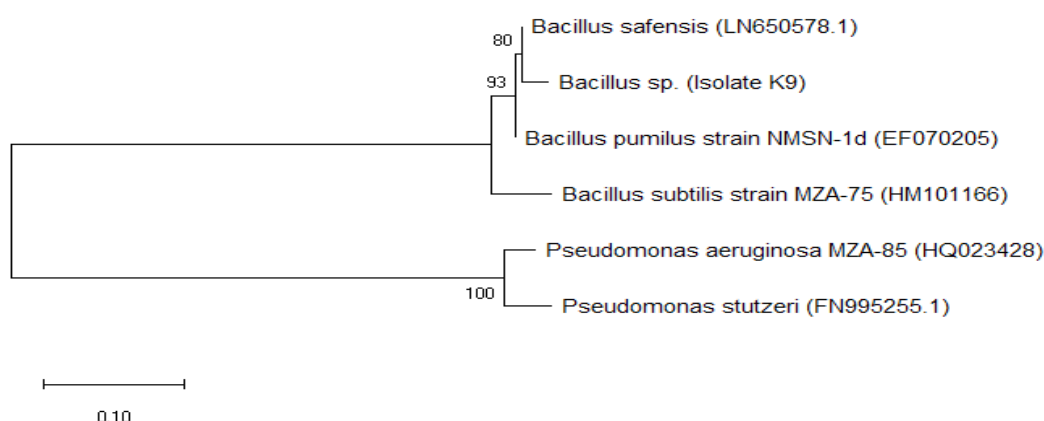 80
Bacillus safensis (LN650578.1)
Bacillus sp. (Isolate K9)
93
Bacillus pumilus strain NMSN-1d (EF070205)
Bacillus subtilis strain MZA-75 (HM101166)
Pseudomonas aeruginosa MZA-85 (HQ023428)
100
Pseudomonas stutzeri (FN995255.1)
0.10